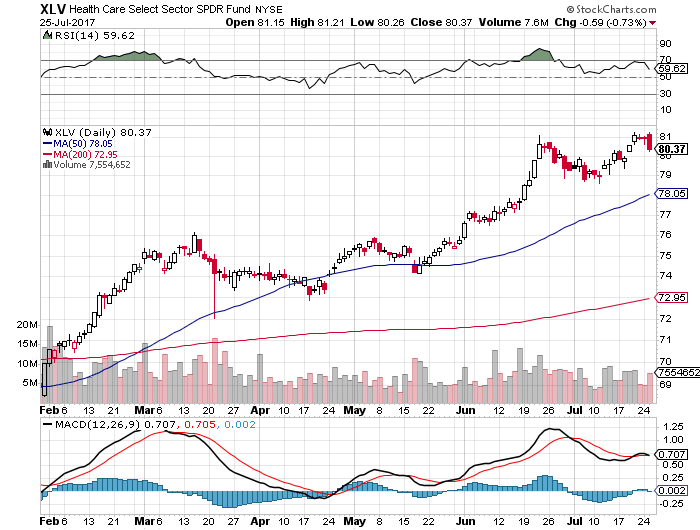 XLV Health Care Select Sector SPDR Fund NYSE © StockCharts.com
25-Jul-2017 Open 81.15 High 81.21 Low 80.26 Close 80.37 Volume 7.6M Chg -0.59 (-0.73%)
RSI(14) 59.62
90
70
59.62
50
30
10
XLV (Daily) 80.37
MA(50) 78.05
MA(200) 72.95
Volume 7,554,652
81
80.37
80
79
78.05
77
76
75
74
72.95
72
71
70
69
7554652
20M
15M
10M
5M
Feb 6 13 21 Mar 6 13 20 27 Apr 10 17 24 May 8 15 22 Jun 5 12 19 26 Jul 10 17 24
MACD(12,26,9) 0.707, 0.705, 0.002
1.25
1.00
0.707
0.50
0.25
0.002
-0.25
Feb 6 13 21 Mar 6 13 20 27 Apr 10 17 24 May 8 15 22 Jun 5 12 19 26 Jul 10 17 24